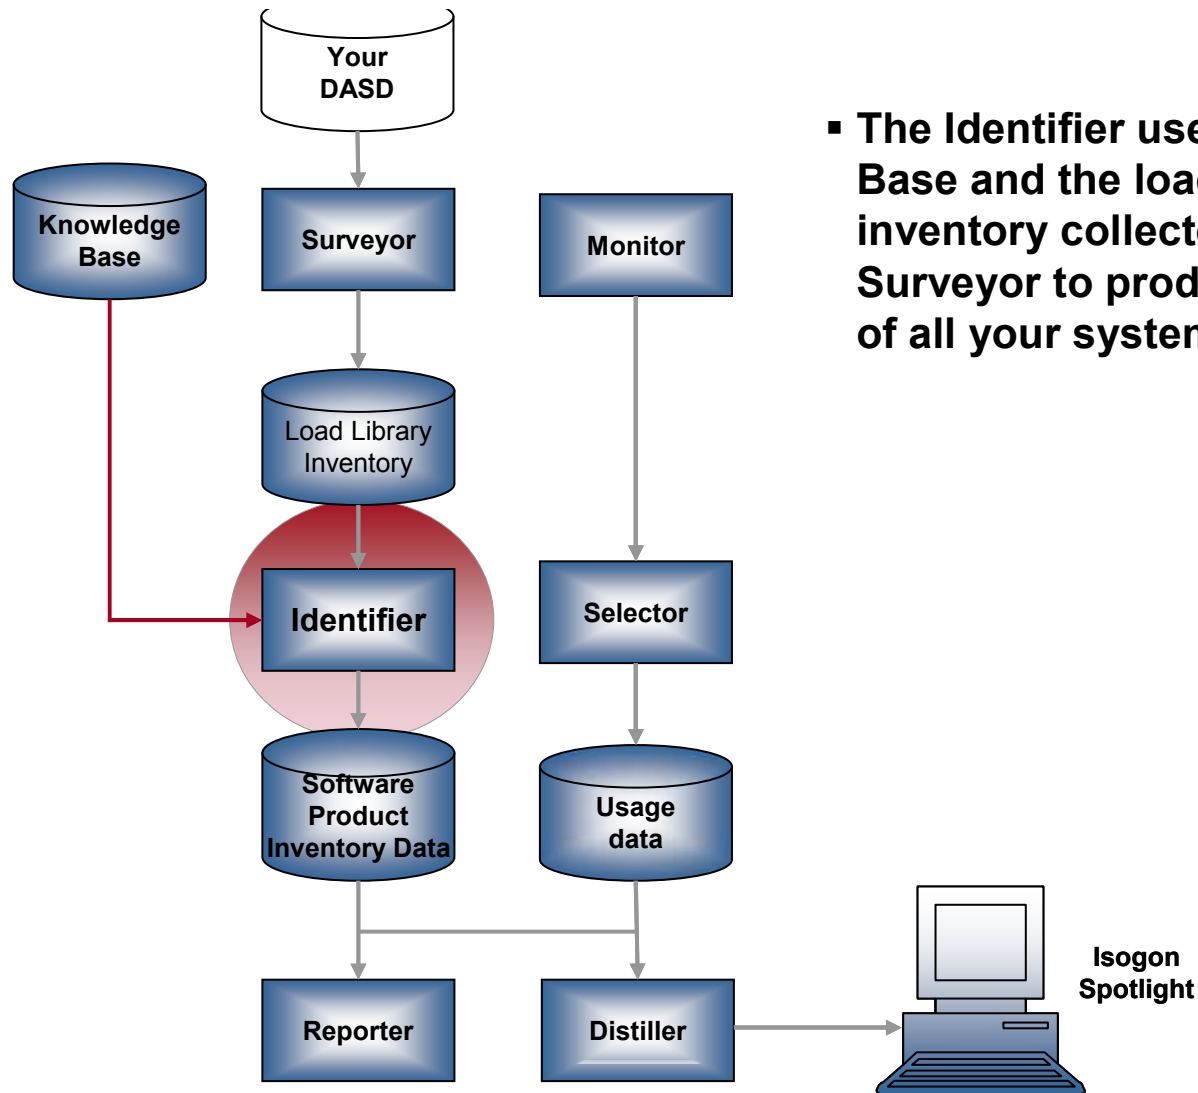 Your
DASD
Knowledge
Base
Surveyor
Monitor
▪ The Identifier use
Base and the loa
inventory collect
Surveyor to prod
of all your syster
Load Library
Inventory
Identifier
Selector
Software
Product
Inventory Data
Usage
data
Reporter
Distiller
Isogon
Spotlight